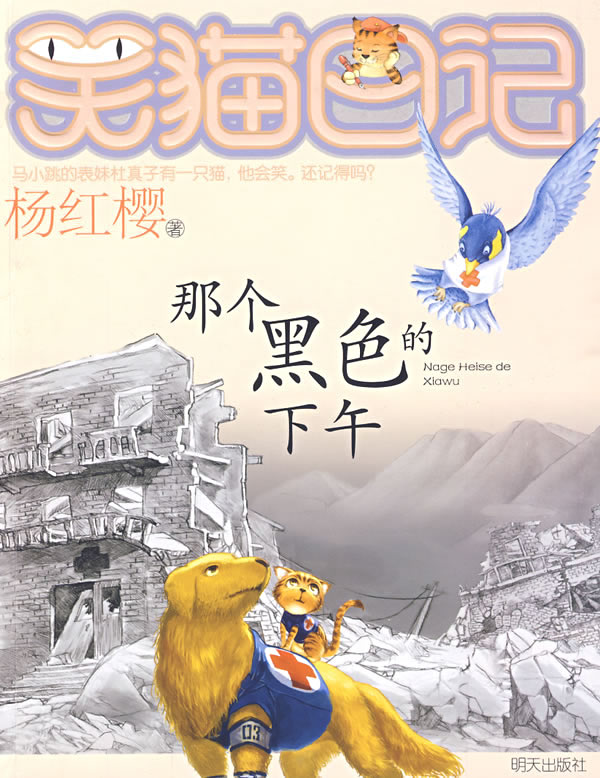 笑猫日记
马小跳的表妹杜真子有一只猫，他会笑。还记得吗？
杨红樱 著
那个
黑色的
Nage Heise de
Xiawu
下午
03
明天出版社